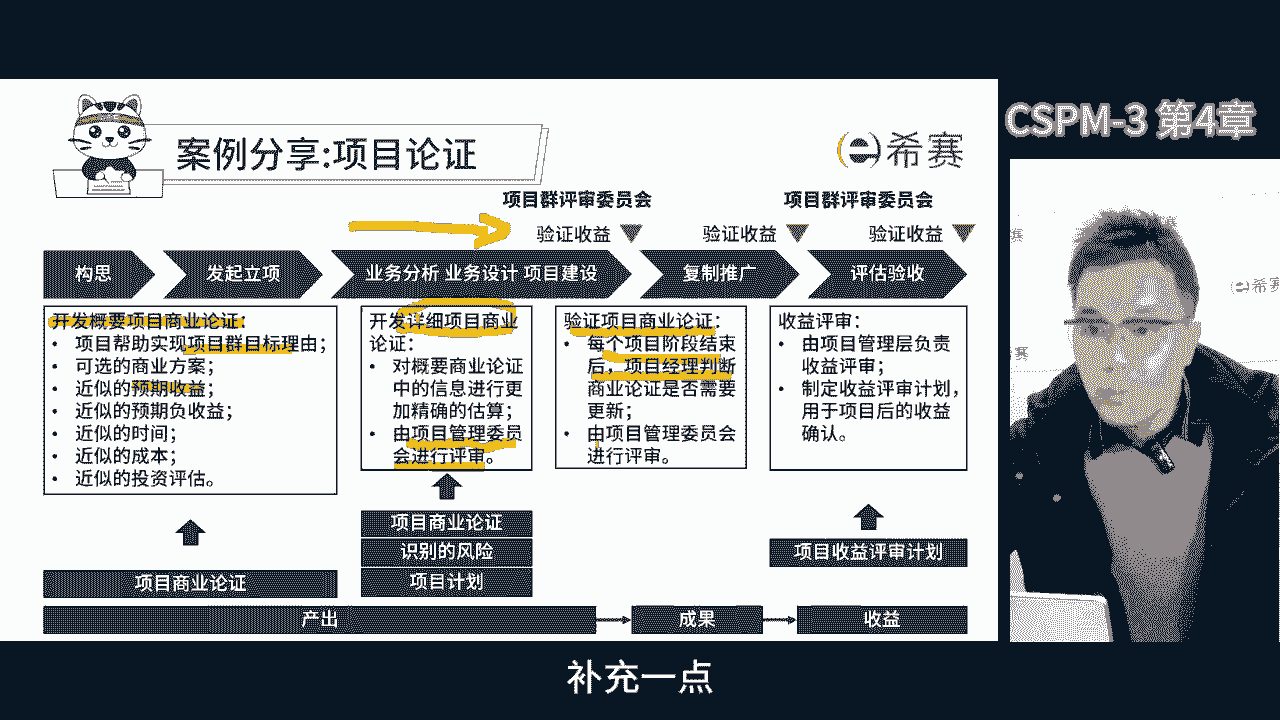 CSPM-3 第4章
案例分享:项目论证
希赛
项目群评审委员会
项目群评审委员会
验证收益
验证收益
验证收益
构思
发起立项
业务分析 业务设计 项目建设
复制推广
评估验收
开发概要项目商业论证:
• 项目帮助实现项目群目标理由;
• 可选的商业方案;
• 近似的预期收益;
• 近似的预期负收益;
• 近似的时间;
• 近似的成本;
• 近似的投资评估。
开发详细项目商业
论证:
• 对概要商业论证
中的信息进行更
加精确的估算;
• 由项目管理委员
会进行评审。
验证项目商业论证:
• 每个项目阶段结束
后,项目经理判断
商业论证是否需要
更新;
• 由项目管理委员会
进行评审。
收益评审:
• 由项目管理层负责
收益评审;
• 制定收益评审计划,
用于项目后的收益
确认。
项目商业论证
项目商业论证
识别的风险
项目计划
项目收益评审计划
产出
成果
收益
希赛
补充一点